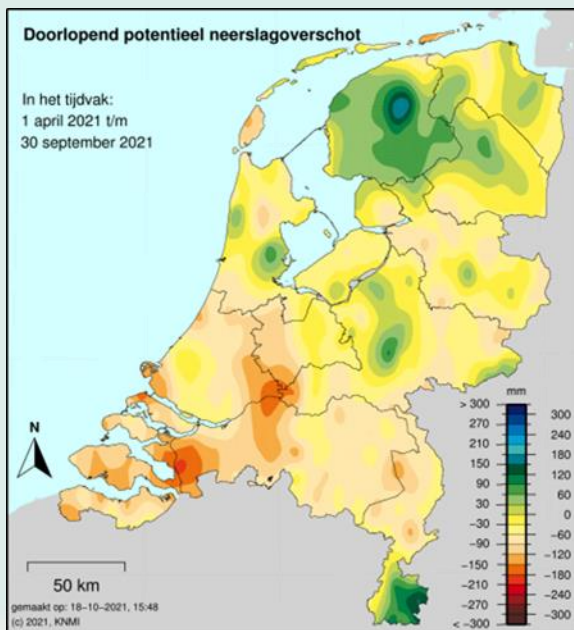 Doorlopend potentieel neerslagoverschot
In het tijdvak:
1 april 2021 t/m
30 september 2021
N
50 km
gemaakt op: 18-10-2021, 15:48
(c) 2021, KNMI
mm
> 300
300
270
240
210
180
150
120
90
60
30
0
-30
-60
-90
-120
-150
-180
-210
-240
-270
-300
< -300